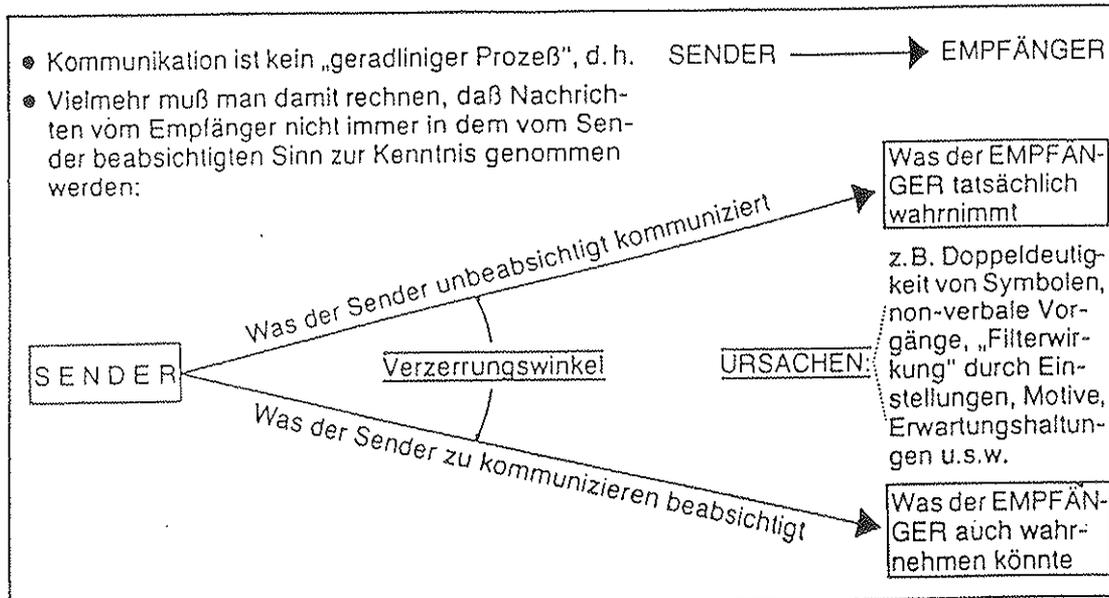 • Kommunikation ist kein „geradliniger Prozeß", d. h. SENDER → EMPFÄNGER
• Vielmehr muß man damit rechnen, daß Nachrich-
ten vom Empfänger nicht immer in dem vom Sen-
der beabsichtigten Sinn zur Kenntnis genommen
werden:
Was der EMPFÄN-
GER tatsächlich
wahrnimmt
Was der Sender unbeabsichtigt kommuniziert
z. B. Doppeldeutig-
keit von Symbolen,
non-verbale Vor-
gänge, „Filterwir-
kung" durch Ein-
stellungen, Motive,
Erwartungshaltun-
gen u.s.w.
SENDER
Verzerrungswinkel
URSACHEN:
Was der Sender zu kommunizieren beabsichtigt
Was der EMPFÄN-
GER auch wahr-
nehmen könnte